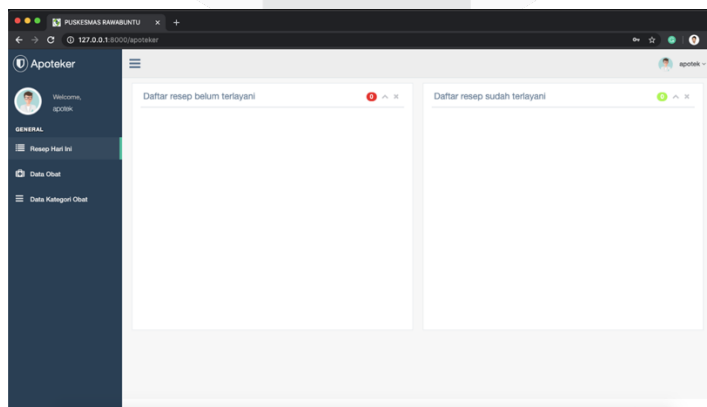 PUSKESMAS RAWABUNTU
127.0.0.1:8000/apoteker
Apoteker
apotek
Welcome,
apotek
GENERAL
Resep Hari Ini
Data Obat
Data Kategori Obat
Daftar resep belum terlayani
0
Daftar resep sudah terlayani
0